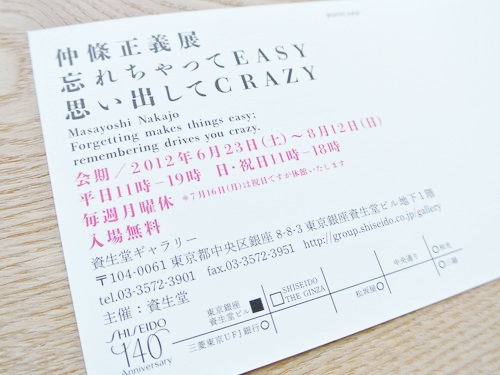 POSTCARD
仲條正義展
忘れちゃってEASY
思い出してCRAZY
Masayoshi Nakajo
Forgetting makes things easy;
remembering drives you crazy.
会期／2012年6月23日(土)〜8月12日(日)
平日11時–19時 日・祝日11時–18時
毎週月曜休 *7月16日(月)は祝日ですが休館いたします
入場無料
資生堂ギャラリー
〒104-0061 東京都中央区銀座 8-8-3 東京銀座資生堂ビル地下1階
tel.03-3572-3901 fax.03-3572-3951 http://group.shiseido.co.jp/gallery
主催：資生堂
SHISEIDO
140
Anniversary
東京銀座
資生堂ビル
SHISEIDO
THE GINZA
三菱東京UFJ銀行
松坂屋
中央通り
和光
三越